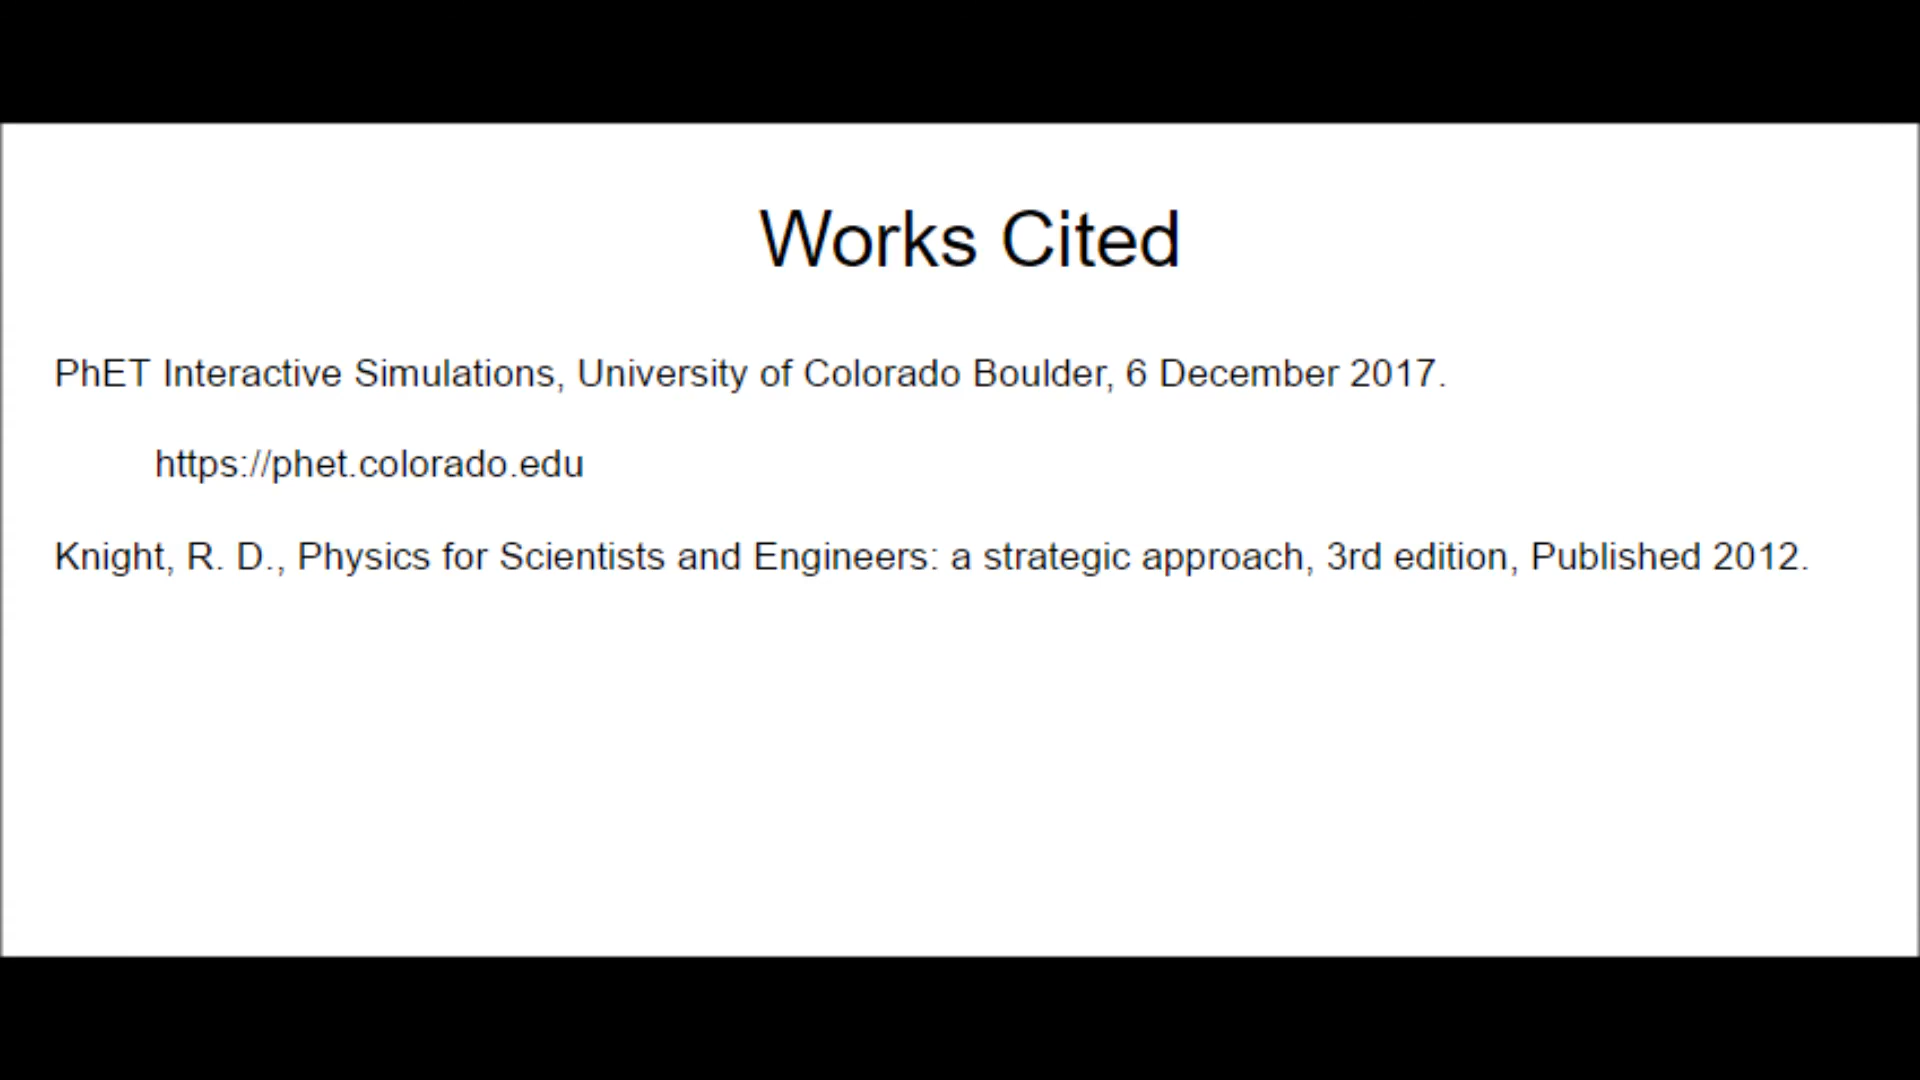 Works Cited
PhET Interactive Simulations, University of Colorado Boulder, 6 December 2017.
https://phet.colorado.edu
Knight, R. D., Physics for Scientists and Engineers: a strategic approach, 3rd edition, Published 2012.